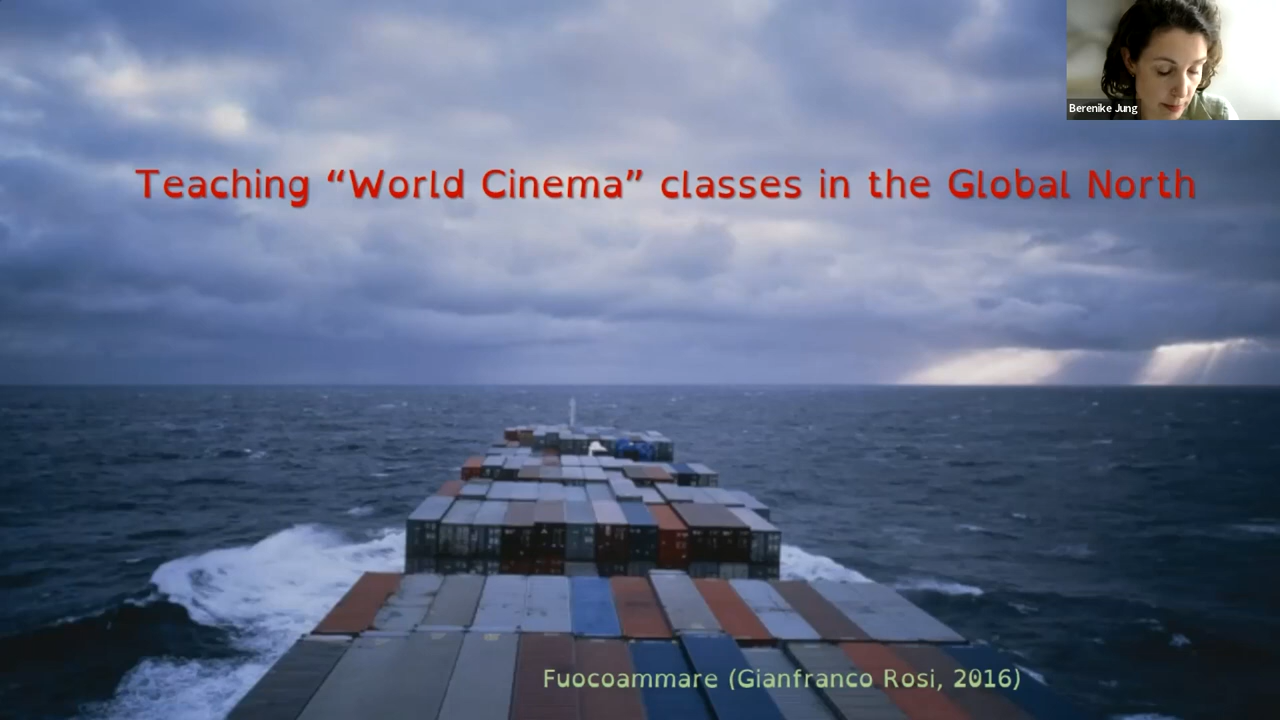 Berenike Jung
Teaching “World Cinema” classes in the Global North
Fuocoammare (Gianfranco Rosi, 2016)